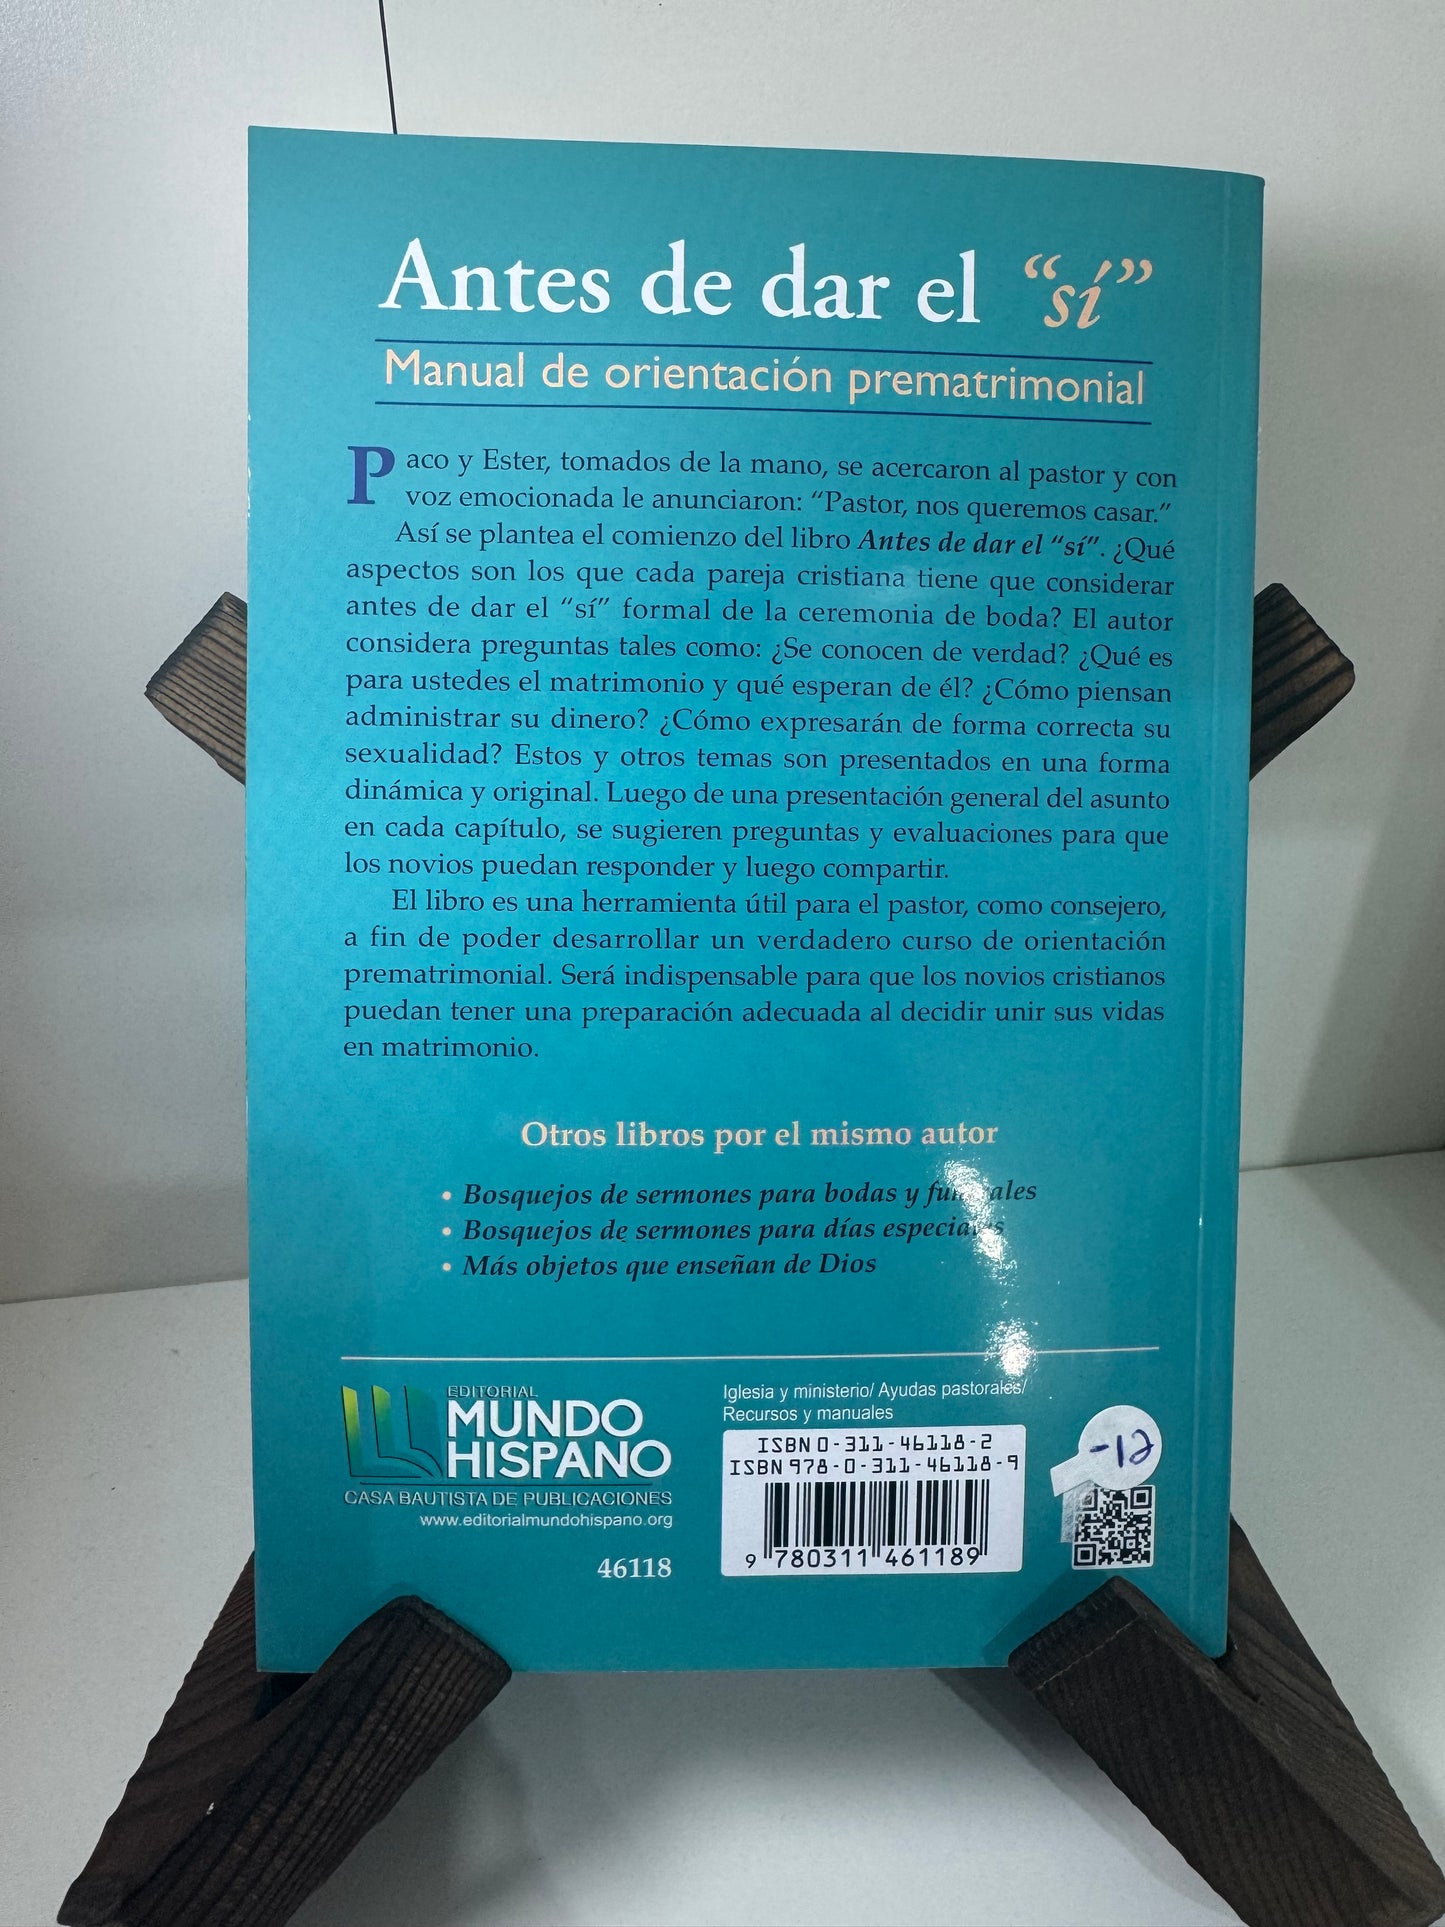 Antes de dar el “sí”
Manual de orientación prematrimonial
Paco y Ester, tomados de la mano, se acercaron al pastor y con
voz emocionada le anunciaron: “Pastor, nos queremos casar.”
Así se plantea el comienzo del libro Antes de dar el “sí”. ¿Qué
aspectos son los que cada pareja cristiana tiene que considerar
antes de dar el “sí” formal de la ceremonia de boda? El autor
considera preguntas tales como: ¿Se conocen de verdad? ¿Qué es
para ustedes el matrimonio y qué esperan de él? ¿Cómo piensan
administrar su dinero? ¿Cómo expresarán de forma correcta su
sexualidad? Estos y otros temas son presentados en una forma
dinámica y original. Luego de una presentación general del asunto
en cada capítulo, se sugieren preguntas y evaluaciones para que
los novios puedan responder y luego compartir.
El libro es una herramienta útil para el pastor, como consejero,
a fin de poder desarrollar un verdadero curso de orientación
prematrimonial. Será indispensable para que los novios cristianos
puedan tener una preparación adecuada al decidir unir sus vidas
en matrimonio.
Otros libros por el mismo autor
• Bosquejos de sermones para bodas y funerales
• Bosquejos de sermones para días especiales
• Más objetos que enseñan de Dios
EDITORIAL
MUNDO
HISPANO
CASA BAUTISTA DE PUBLICACIONES
www.editorialmundohispano.org
46118
Iglesia y ministerio/ Ayudas pastorales/
Recursos y manuales
ISBN 0-311-46118-2
ISBN 978-0-311-46118-9
9 780311 461189
-12